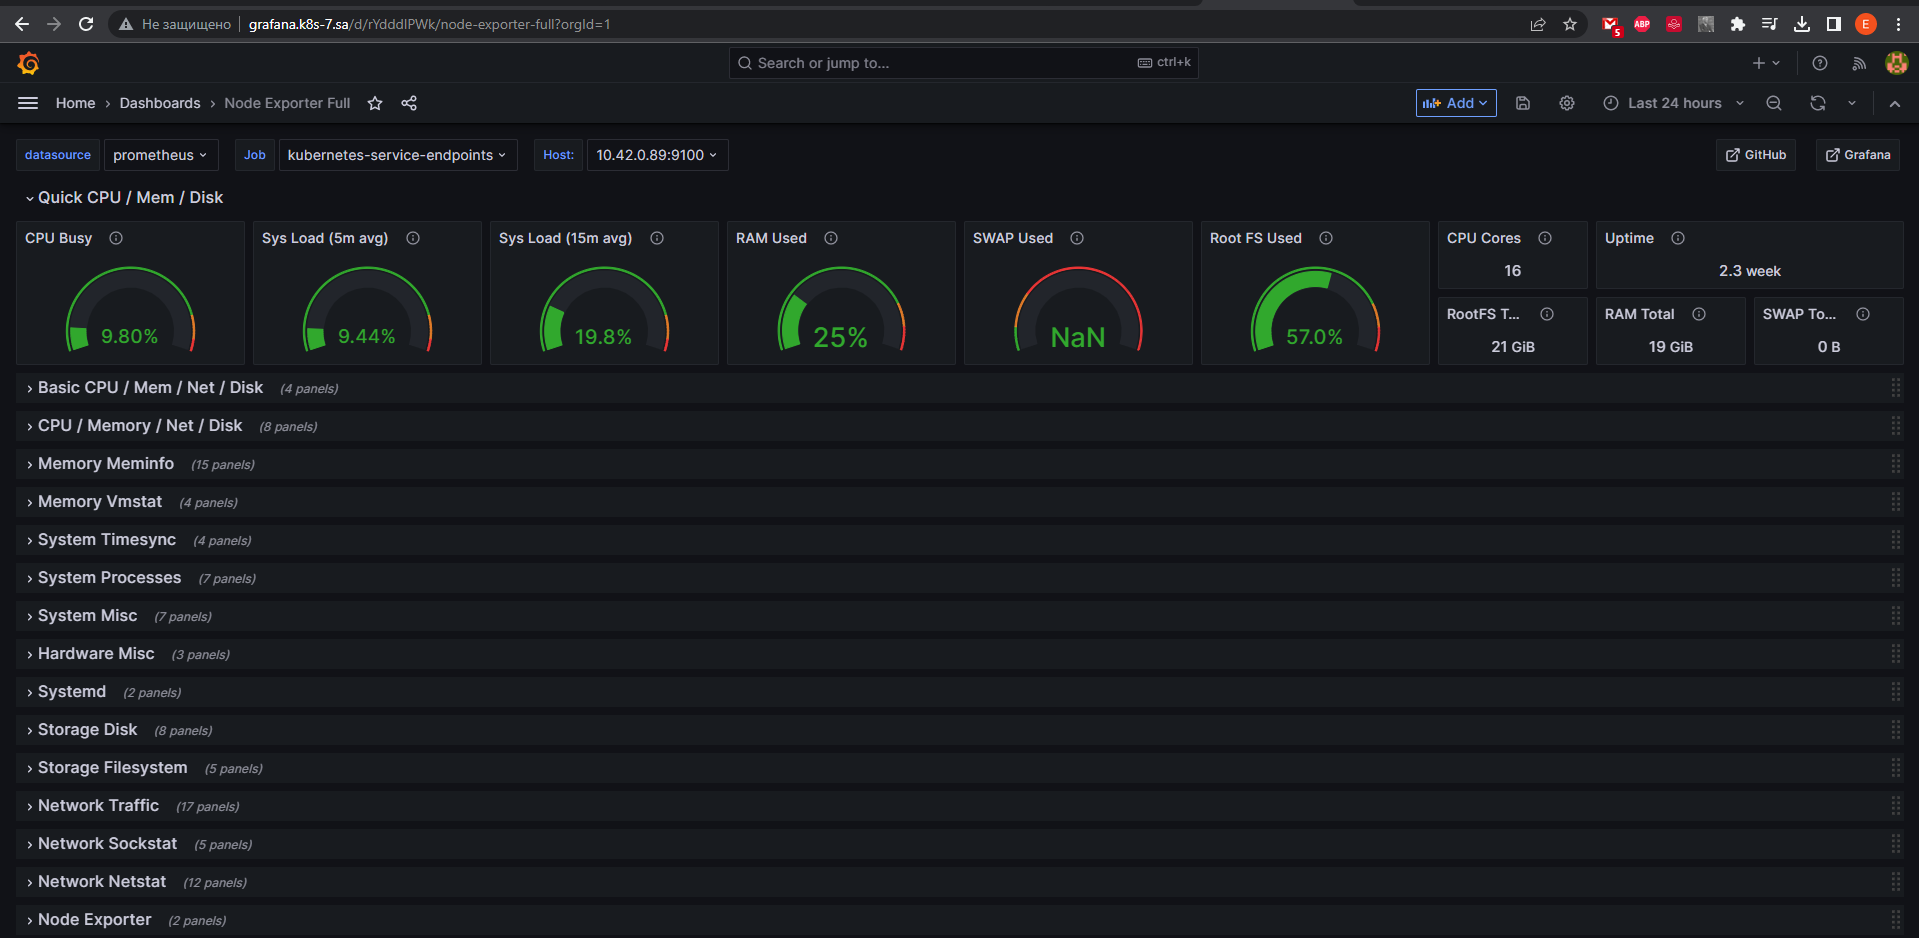 Не защищено grafana.k8s-7.sa/d/rYdddlPWk/node-exporter-full?orgId=1 5 ABP E
Search or jump to... ctrl+k
Home › Dashboards › Node Exporter Full Add Last 24 hours
datasource prometheus Job kubernetes-service-endpoints Host: 10.42.0.89:9100 GitHub Grafana
Quick CPU / Mem / Disk
CPU Busy Sys Load (5m avg) Sys Load (15m avg) RAM Used SWAP Used Root FS Used CPU Cores Uptime
16 2.3 week
RootFS T... RAM Total SWAP To...
9.80% 9.44% 19.8% 25% NaN 57.0% 21 GiB 19 GiB 0 B
Basic CPU / Mem / Net / Disk (4 panels)
CPU / Memory / Net / Disk (8 panels)
Memory Meminfo (15 panels)
Memory Vmstat (4 panels)
System Timesync (4 panels)
System Processes (7 panels)
System Misc (7 panels)
Hardware Misc (3 panels)
Systemd (2 panels)
Storage Disk (8 panels)
Storage Filesystem (5 panels)
Network Traffic (17 panels)
Network Sockstat (5 panels)
Network Netstat (12 panels)
Node Exporter (2 panels)